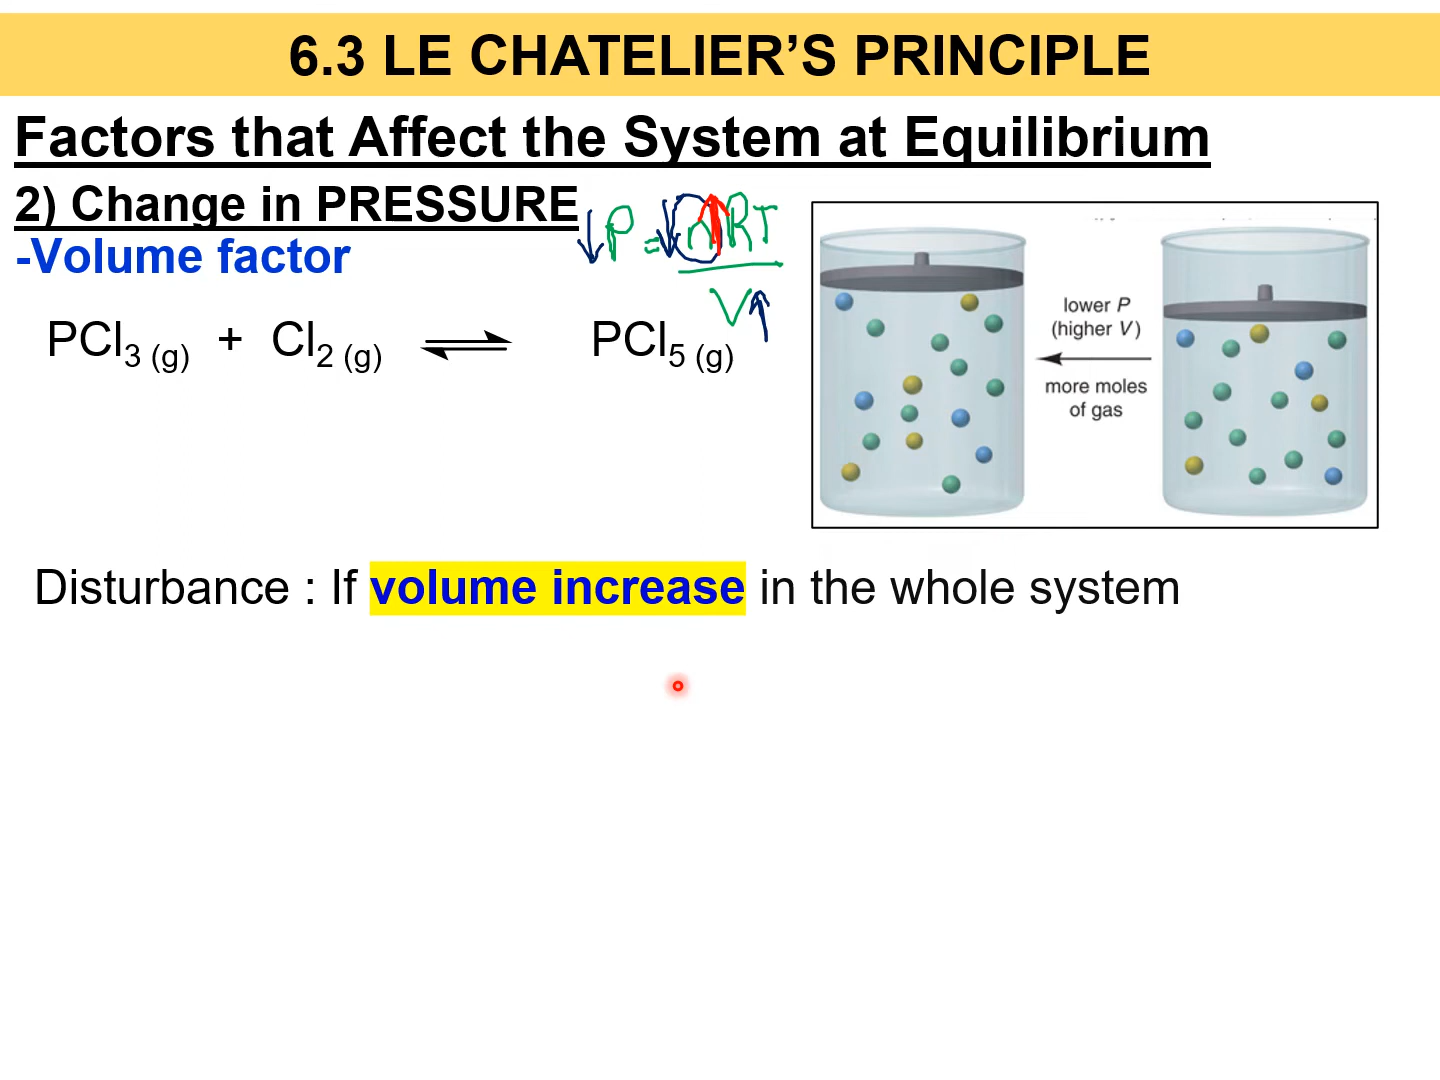 6.3 LE CHATELIER’S PRINCIPLE
Factors that Affect the System at Equilibrium
2) Change in PRESSURE
-Volume factor
↓P = ↓n↑RT
V↑
PCl3 (g) + Cl2 (g) ⇌ PCl5 (g)
lower P
(higher V)
more moles
of gas
Disturbance : If volume increase in the whole system